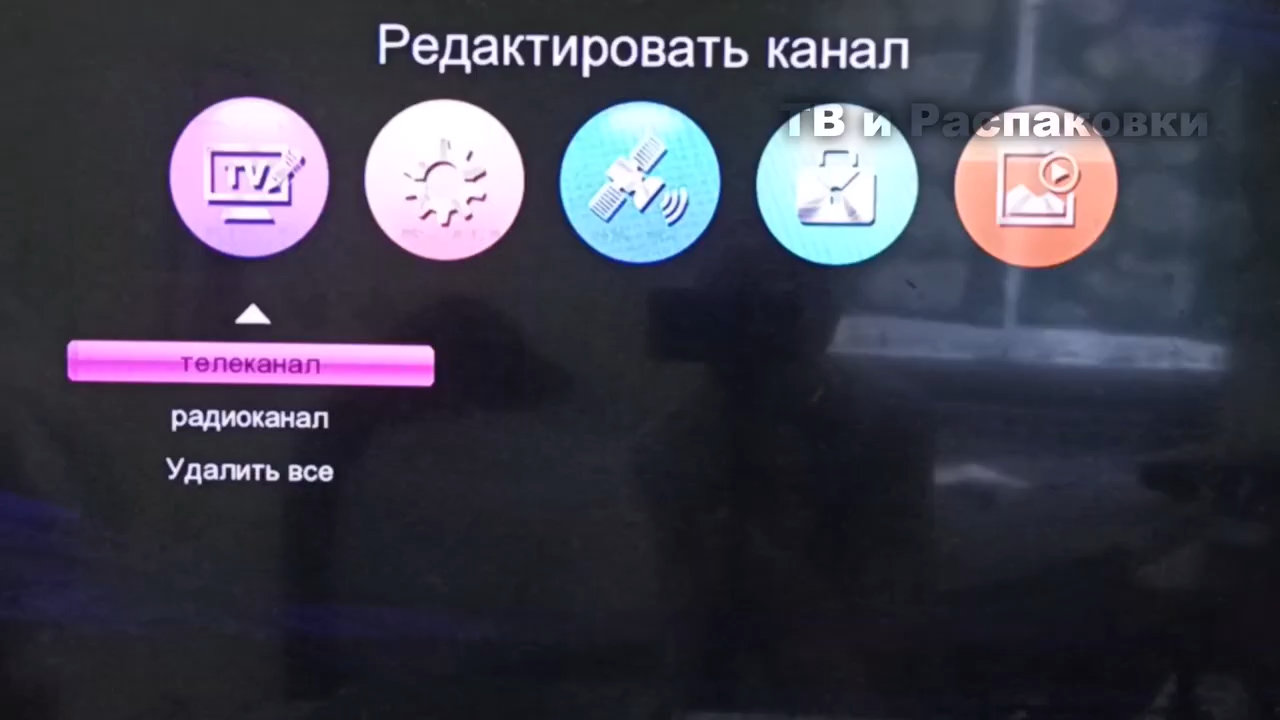 Редактировать канал
ТВ и Распаковки
TV
телеканал
радиоканал
Удалить все